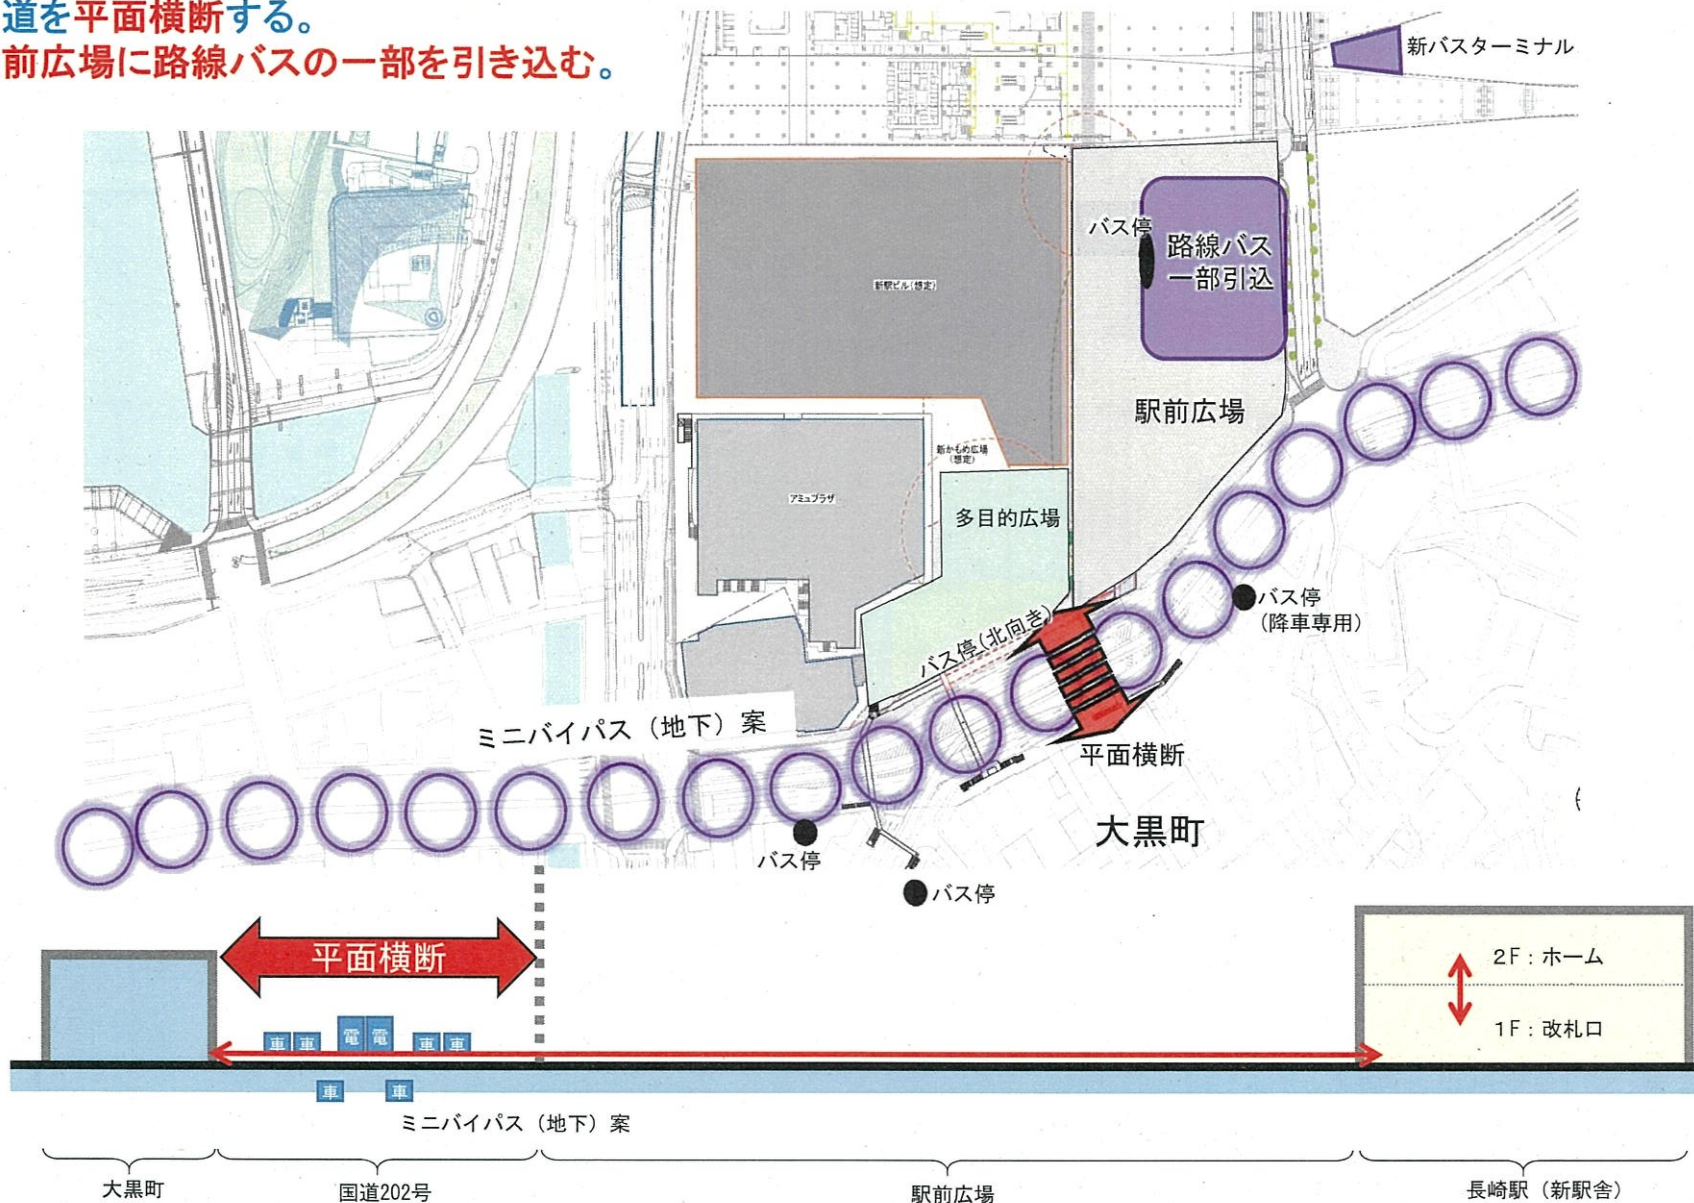 道を平面横断する。
前広場に路線バスの一部を引き込む。
新バスターミナル
バス停
路線バス
一部引込
新駅ビル(想定)
駅前広場
新かもめ広場
(想定)
アミュプラザ
多目的広場
バス停(北向き)
バス停
(降車専用)
ミニバイパス（地下）案
平面横断
大黒町
バス停
バス停
平面横断
2F：ホーム
1F：改札口
車 車 電 電 車 車
車 車
ミニバイパス（地下）案
大黒町
国道202号
駅前広場
長崎駅（新駅舎）